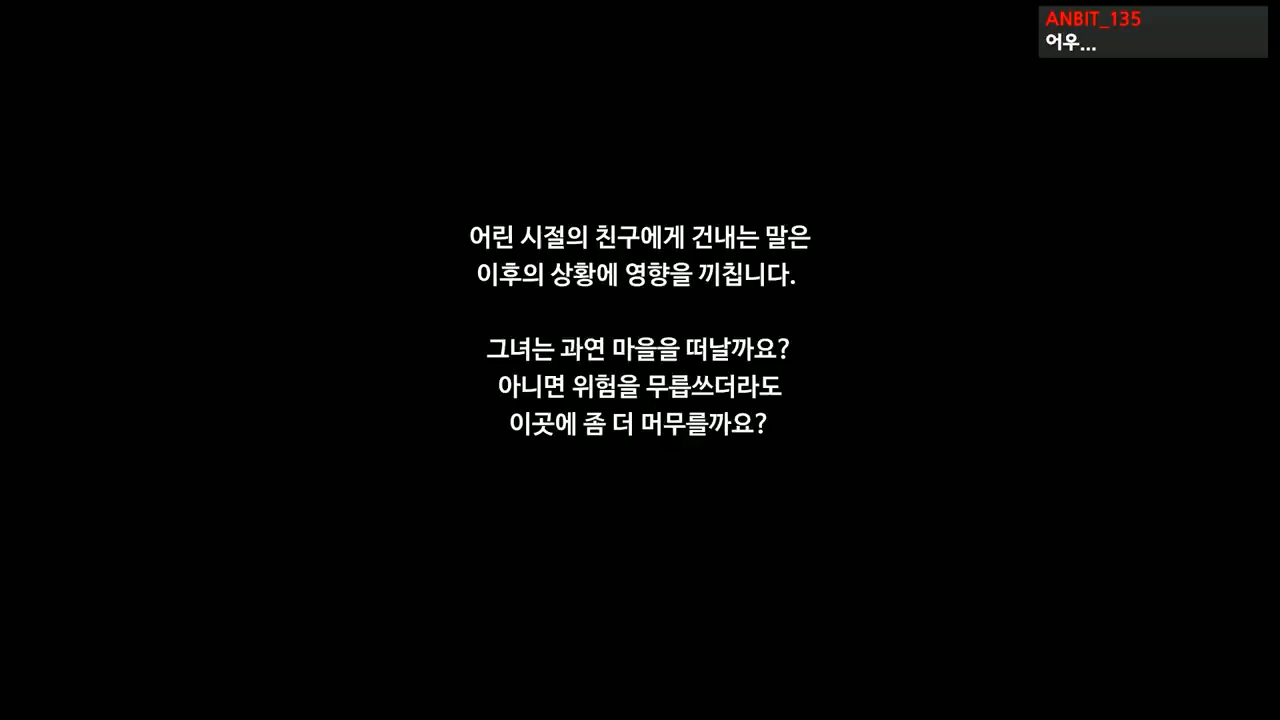 ANBIT_135
어우...
어린 시절의 친구에게 건내는 말은
이후의 상황에 영향을 끼칩니다.
그녀는 과연 마을을 떠날까요?
아니면 위험을 무릅쓰더라도
이곳에 좀 더 머무를까요?